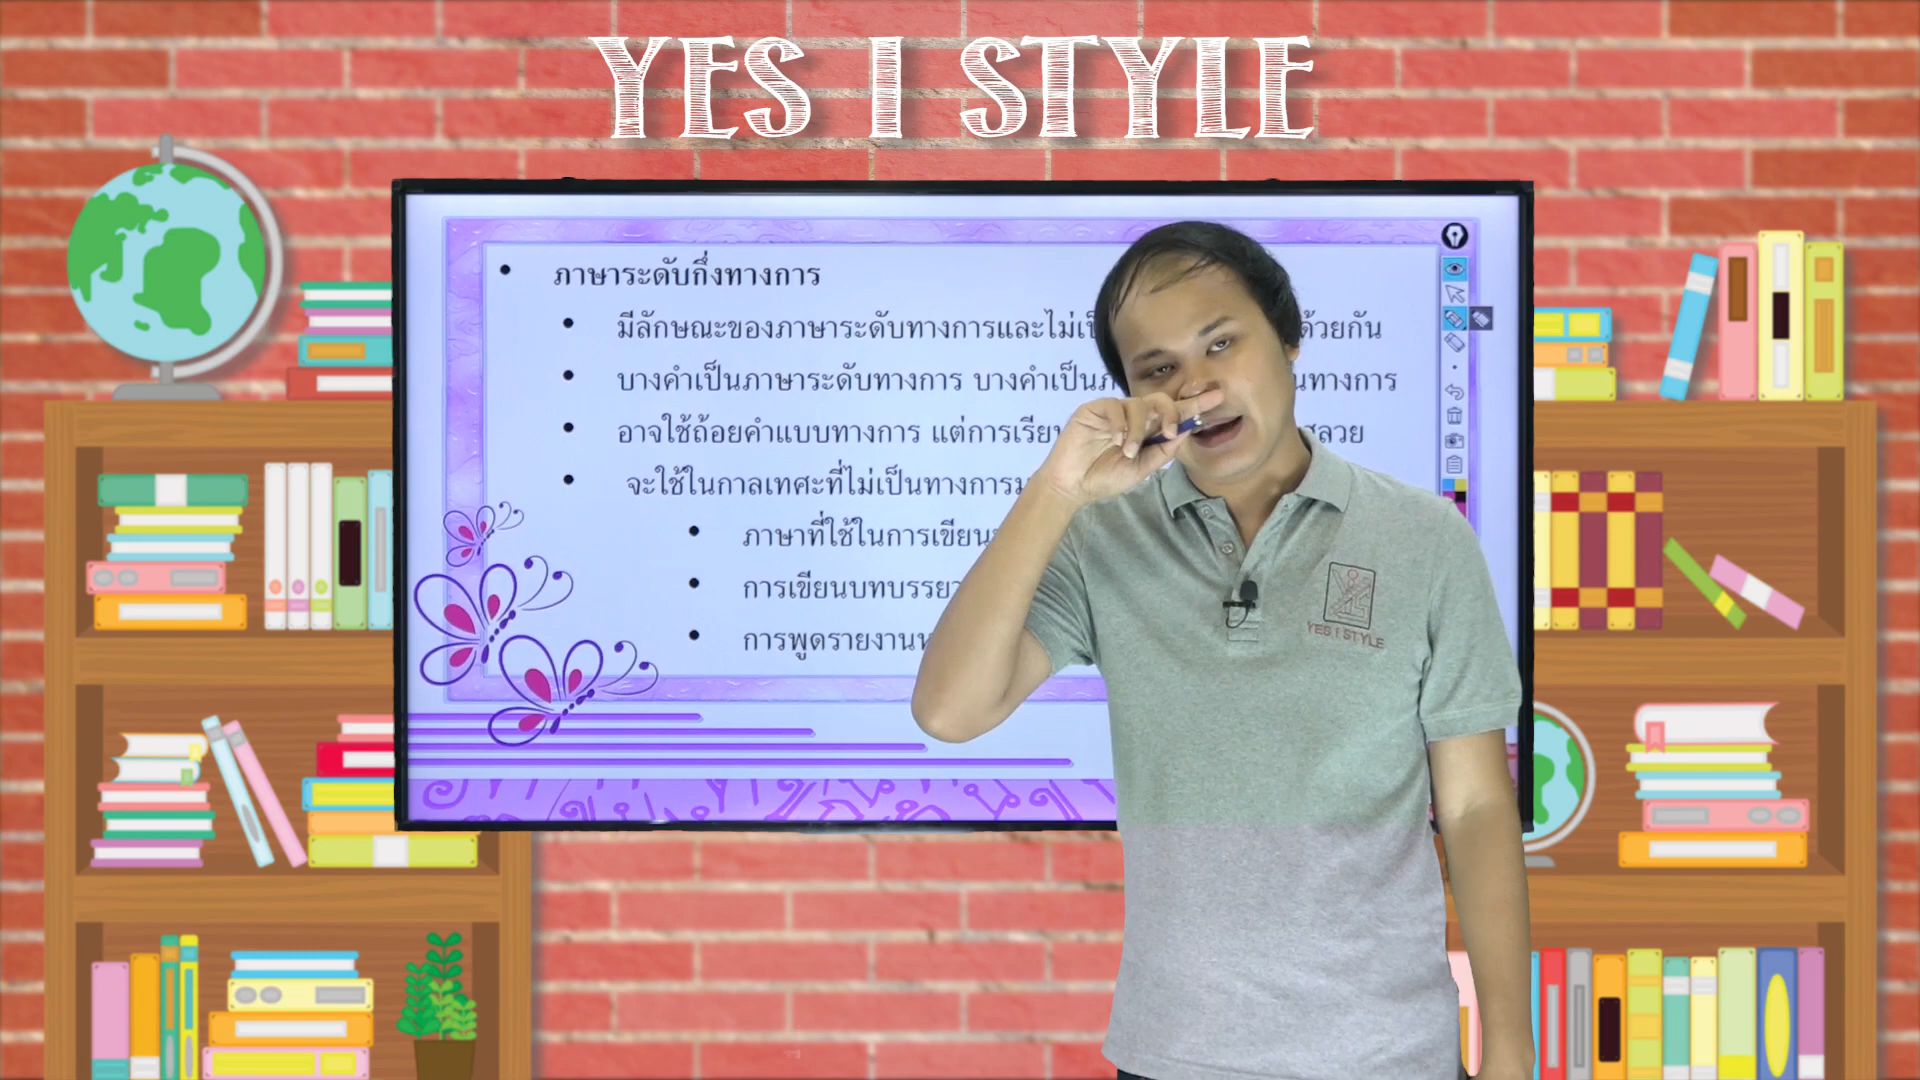 YES I STYLE
• ภาษาระดับกึ่งทางการ
• มีลักษณะของภาษาระดับทางการและไม่เป็ ด้วยกัน
• บางคำเป็นภาษาระดับทางการ บางคำเป็นภ นทางการ
• อาจใช้ถ้อยคำแบบทางการ แต่การเรีย สลวย
• จะใช้ในกาลเทศะที่ไม่เป็นทางการ
• ภาษาที่ใช้ในการเขียน
• การเขียนบทบรรยา
• การพูดรายงาน
YES I STYLE